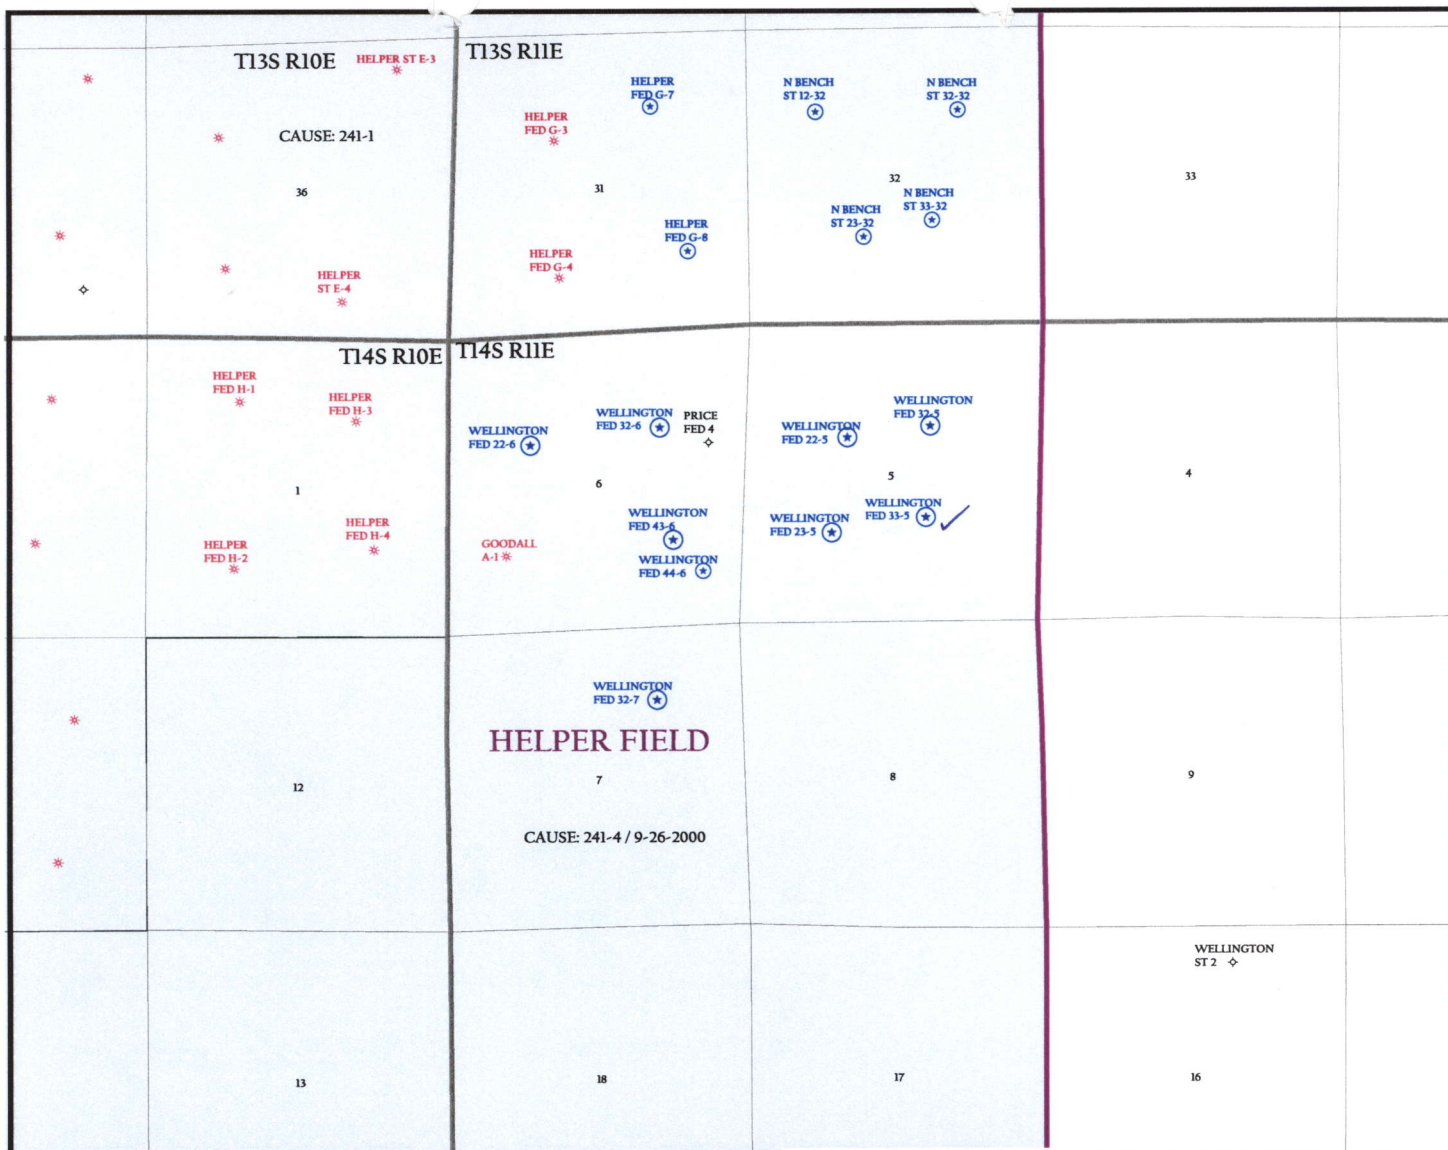 T13S R10E
HELPER ST E-3
T13S R11E
HELPER
FED G-7
N BENCH
ST 12-32
N BENCH
ST 32-32
HELPER
FED G-3
CAUSE: 241-1
36
31
32
33
N BENCH
ST 33-32
N BENCH
ST 23-32
HELPER
FED G-8
HELPER
FED G-4
HELPER
ST E-4
T14S R10E
T14S R11E
HELPER
FED H-1
HELPER
FED H-3
WELLINGTON
FED 22-6
WELLINGTON
FED 32-6
PRICE
FED 4
WELLINGTON
FED 22-5
WELLINGTON
FED 32-5
1
6
5
4
HELPER
FED H-2
HELPER
FED H-4
GOODALL
A-1
WELLINGTON
FED 43-6
WELLINGTON
FED 44-6
WELLINGTON
FED 23-5
WELLINGTON
FED 33-5
WELLINGTON
FED 32-7
HELPER FIELD
12
7
8
9
CAUSE: 241-4 / 9-26-2000
WELLINGTON
ST 2
13
18
17
16